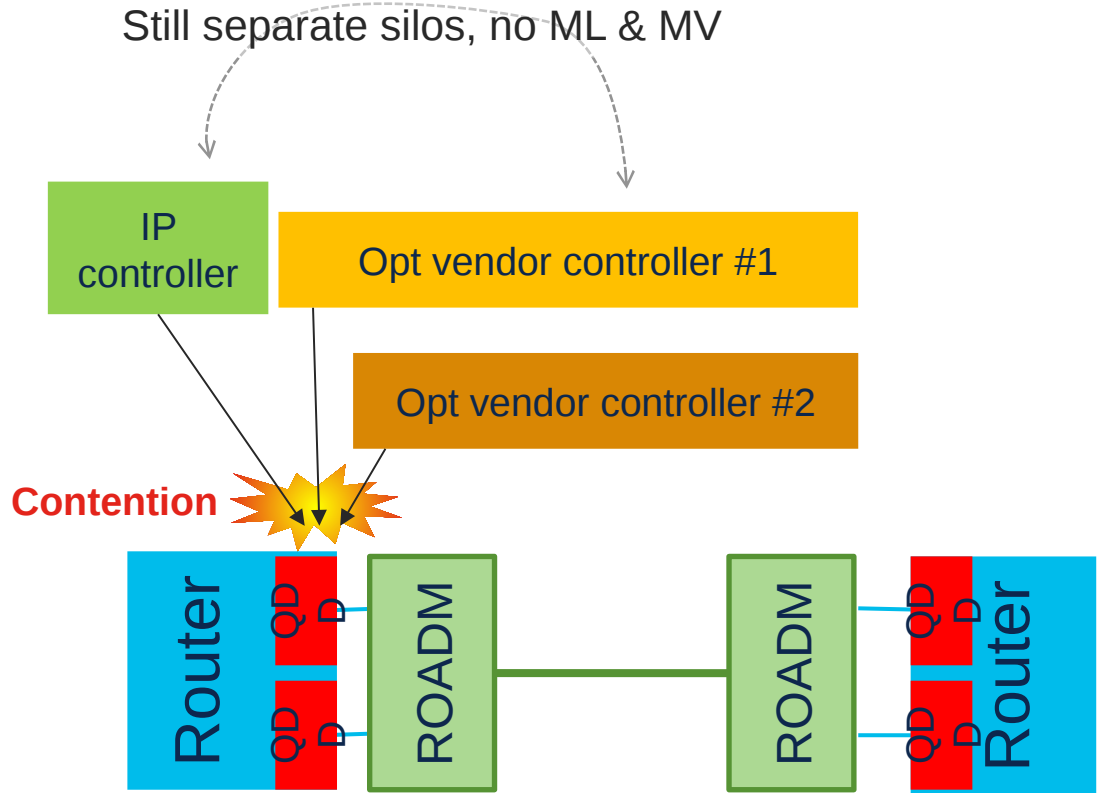 Still separate silos, no ML & MV
IP
controller
Opt vendor controller #1
Opt vendor controller #2
Contention
Router
QD
D
QD
D
ROADM
ROADM
QD
D
QD
D
Router